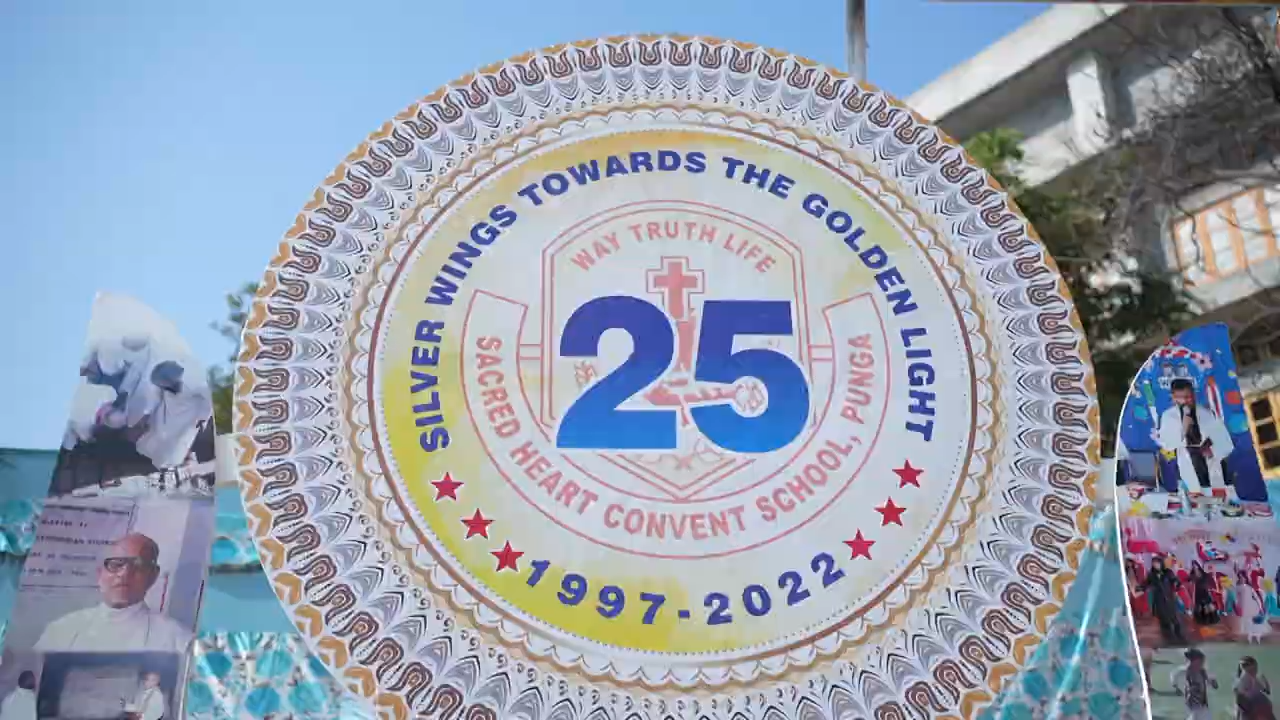 SILVER WINGS TOWARDS THE GOLDEN LIGHT
WAY TRUTH LIFE
25
SACRED HEART CONVENT SCHOOL, PUNGA
1997-2022